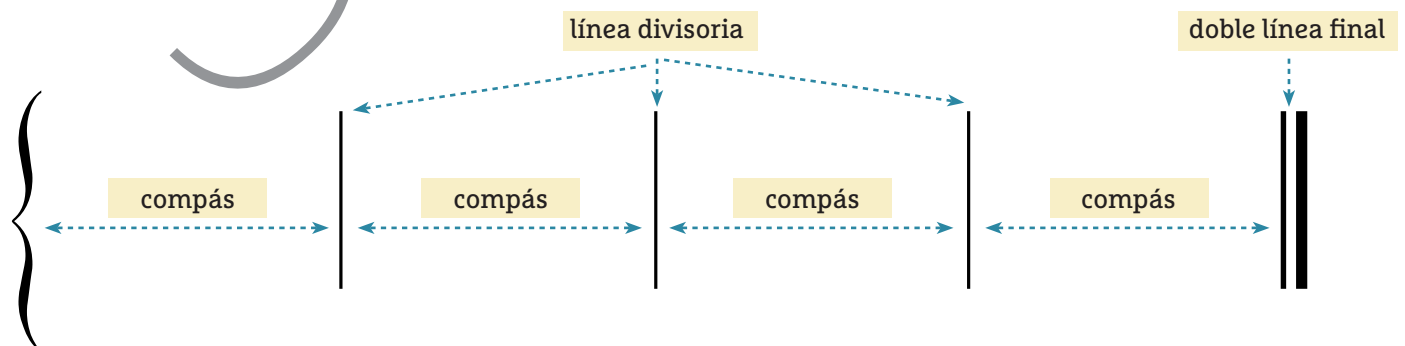 línea divisoria
doble línea final
compás
compás
compás
compás